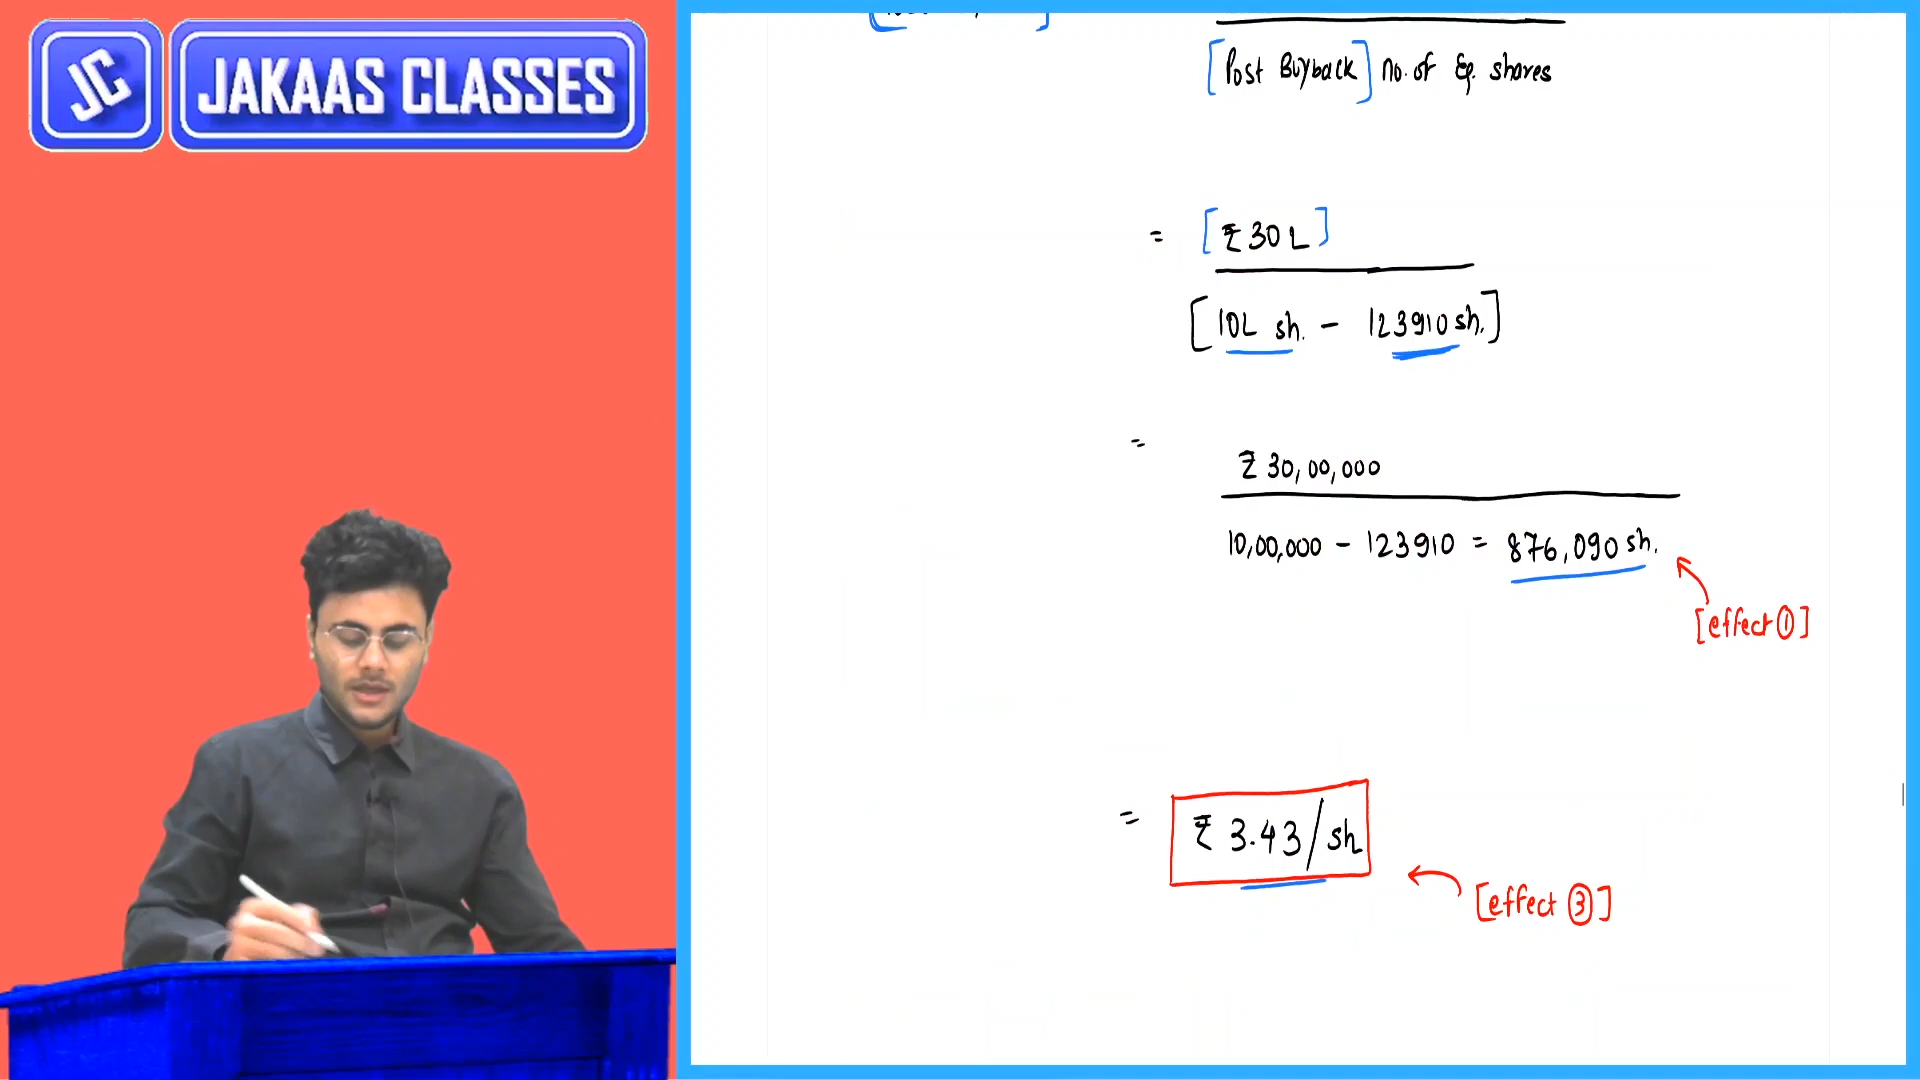 JC JAKAAS CLASSES
[Post Buyback] no. of Eq. shares
= [₹ 30 L]
[10L sh. - 123910 sh.]
=
₹ 30,00,000
10,00,000 - 123910 = 876,090 sh.
[effect ①]
= ₹ 3.43/sh
[effect ③]